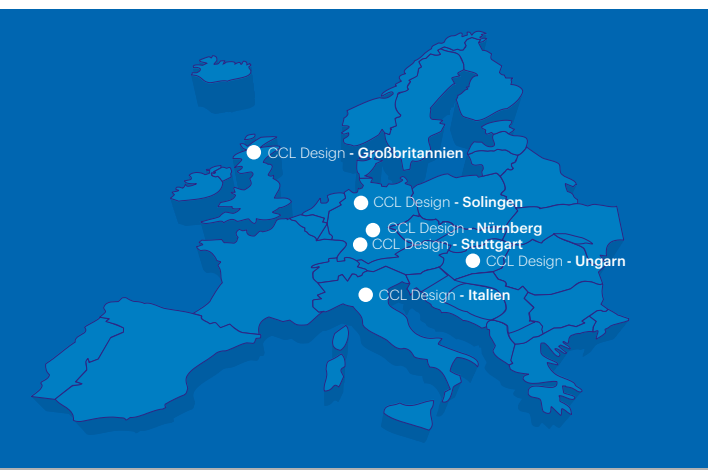 CCL Design - Großbritannien
CCL Design - Solingen
CCL Design - Nürnberg
CCL Design - Stuttgart
CCL Design - Ungarn
CCL Design - Italien